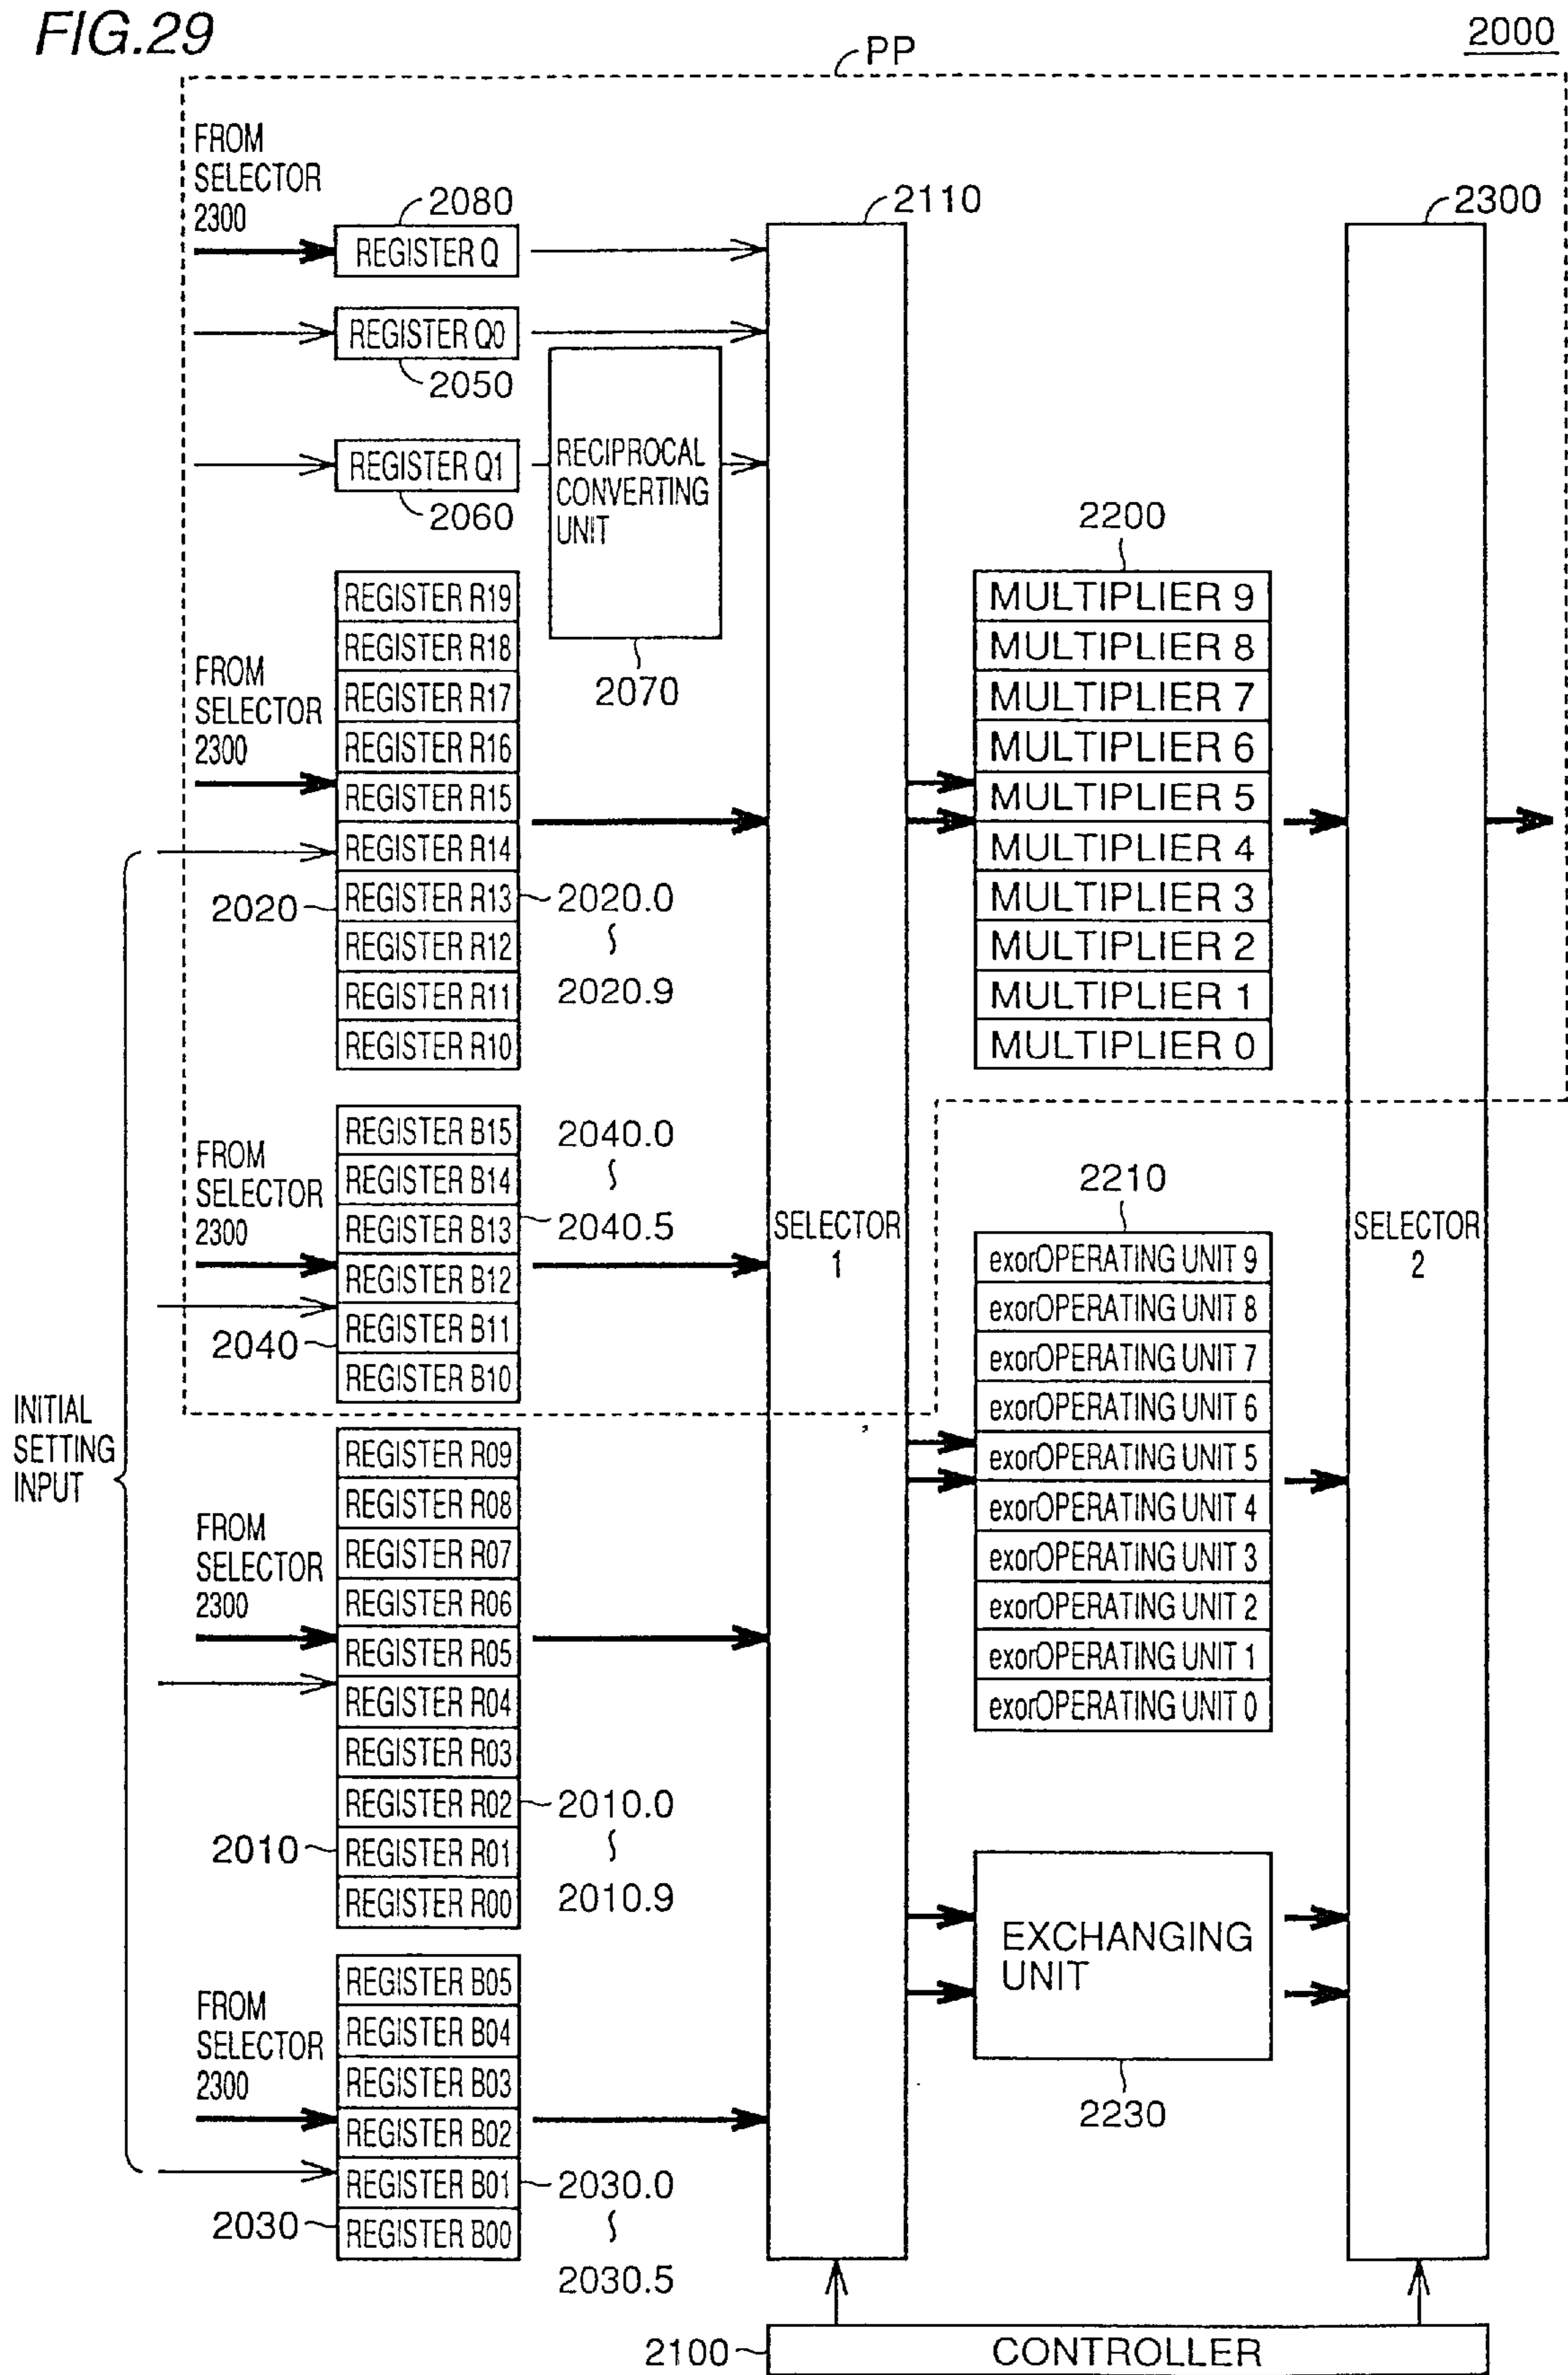 FIG.29
2000
PP
FROM
SELECTOR
2300
2080
REGISTER Q
2110
2300
REGISTER Q0
2050
REGISTER Q1
2060
RECIPROCAL
CONVERTING
UNIT
2070
2200
REGISTER R19
REGISTER R18
REGISTER R17
REGISTER R16
REGISTER R15
REGISTER R14
REGISTER R13
REGISTER R12
REGISTER R11
REGISTER R10
FROM
SELECTOR
2300
2020
2020.0
~
2020.9
MULTIPLIER 9
MULTIPLIER 8
MULTIPLIER 7
MULTIPLIER 6
MULTIPLIER 5
MULTIPLIER 4
MULTIPLIER 3
MULTIPLIER 2
MULTIPLIER 1
MULTIPLIER 0
FROM
SELECTOR
2300
REGISTER B15
REGISTER B14
REGISTER B13
REGISTER B12
REGISTER B11
REGISTER B10
2040
2040.0
~
2040.5
SELECTOR
1
2210
exorOPERATING UNIT 9
exorOPERATING UNIT 8
exorOPERATING UNIT 7
exorOPERATING UNIT 6
exorOPERATING UNIT 5
exorOPERATING UNIT 4
exorOPERATING UNIT 3
exorOPERATING UNIT 2
exorOPERATING UNIT 1
exorOPERATING UNIT 0
SELECTOR
2
INITIAL
SETTING
INPUT
FROM
SELECTOR
2300
REGISTER R09
REGISTER R08
REGISTER R07
REGISTER R06
REGISTER R05
REGISTER R04
REGISTER R03
REGISTER R02
REGISTER R01
REGISTER R00
2010
2010.0
~
2010.9
EXCHANGING
UNIT
2230
FROM
SELECTOR
2300
REGISTER B05
REGISTER B04
REGISTER B03
REGISTER B02
REGISTER B01
REGISTER B00
2030
2030.0
~
2030.5
2100
CONTROLLER